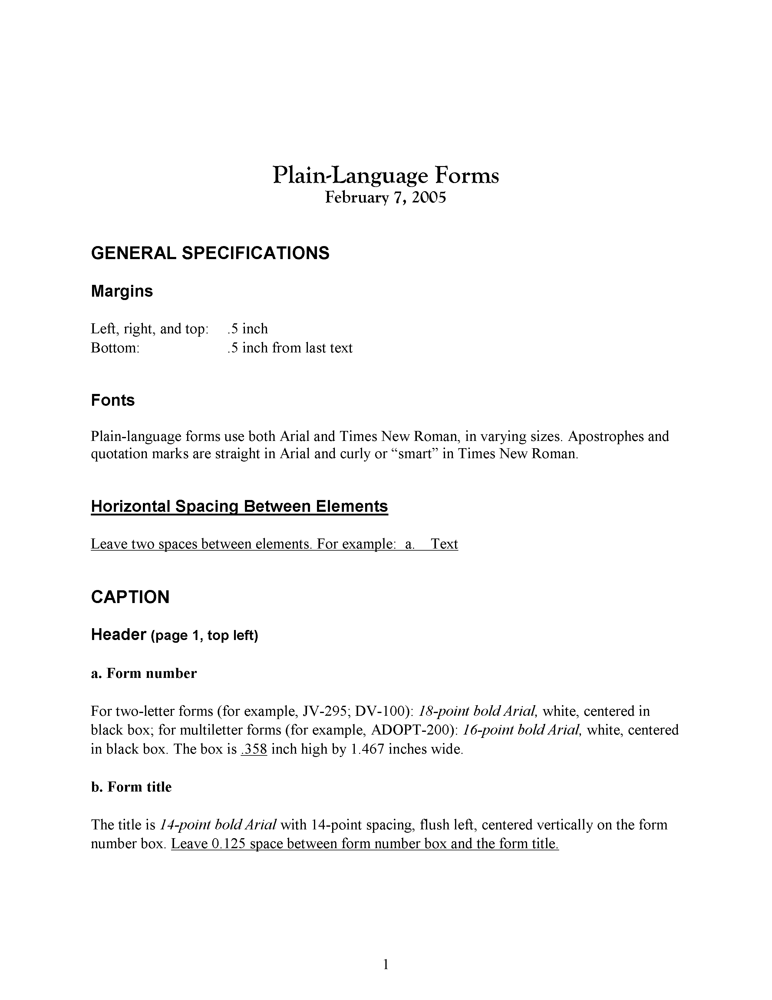 Plain-Language Forms
February 7, 2005
GENERAL SPECIFICATIONS
Margins
Left, right, and top: .5 inch
Bottom: .5 inch from last text
Fonts
Plain-language forms use both Arial and Times New Roman, in varying sizes. Apostrophes and
quotation marks are straight in Arial and curly or “smart” in Times New Roman.
Horizontal Spacing Between Elements
Leave two spaces between elements. For example:  a.    Text
CAPTION
Header (page 1, top left)
a. Form number
For two-letter forms (for example, JV-295; DV-100): 18-point bold Arial, white, centered in
black box; for multiletter forms (for example, ADOPT-200): 16-point bold Arial, white, centered
in black box. The box is .358 inch high by 1.467 inches wide.
b. Form title
The title is 14-point bold Arial with 14-point spacing, flush left, centered vertically on the form
number box. Leave 0.125 space between form number box and the form title.
1